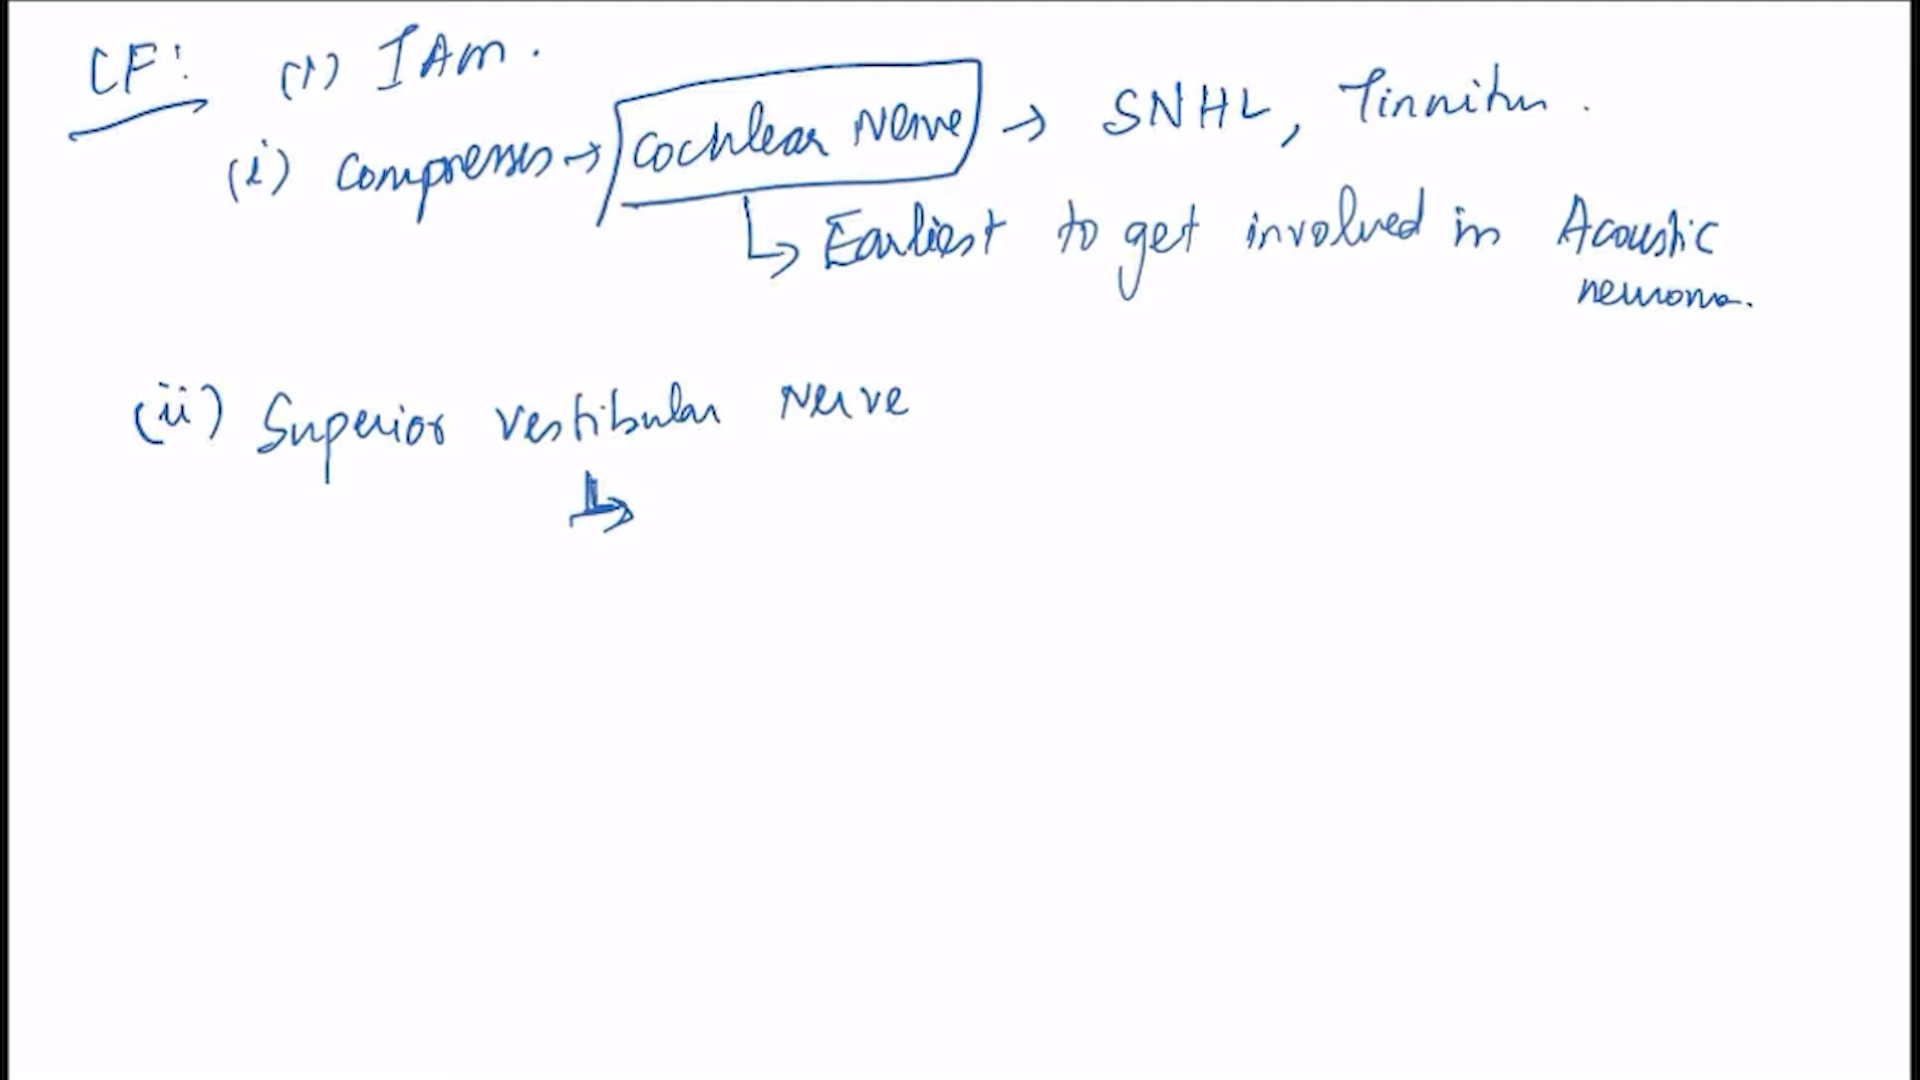 CF: (1) IAM.
(i) Compresses → Cochlear Nerve → SNHL, Tinnitus.
↳ Earliest to get involved in Acoustic
neuroma.
(ii) Superior vestibular Nerve
↳